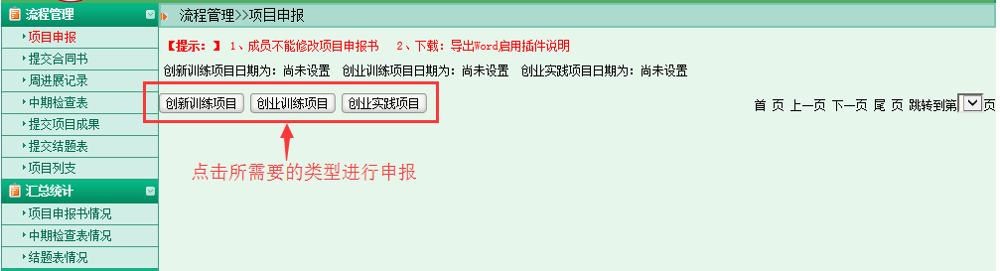 流程管理
项目申报
提交合同书
周进展记录
中期检查表
提交项目成果
提交结题表
项目列支
汇总统计
项目申报书情况
中期检查表情况
结题表情况
流程管理>>项目申报
【提示：】 1、成员不能修改项目申报书 2、下载：导出Word启用插件说明
创新训练项目日期为：尚未设置 创业训练项目日期为：尚未设置 创业实践项目日期为：尚未设置
创新训练项目 创业训练项目 创业实践项目 首 页 上一页 下一页 尾 页 跳转到第 页
点击所需要的类型进行申报